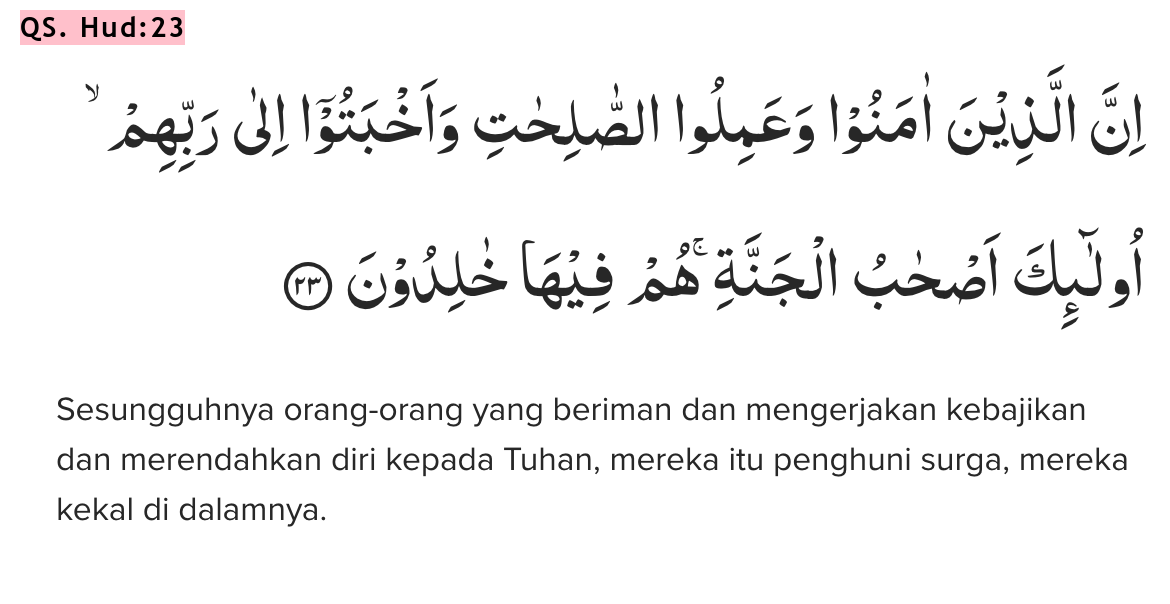 QS. Hud:23
اِنَّ الَّذِيْنَ اٰمَنُوْا وَعَمِلُوا الصّٰلِحٰتِ وَاَخْبَتُوْٓا اِلٰى رَبِّهِمْ ۙ
اُولٰۤىِٕكَ اَصْحٰبُ الْجَنَّةِ ۚهُمْ فِيْهَا خٰلِدُوْنَ ٢٣
Sesungguhnya orang-orang yang beriman dan mengerjakan kebajikan
dan merendahkan diri kepada Tuhan, mereka itu penghuni surga, mereka
kekal di dalamnya.